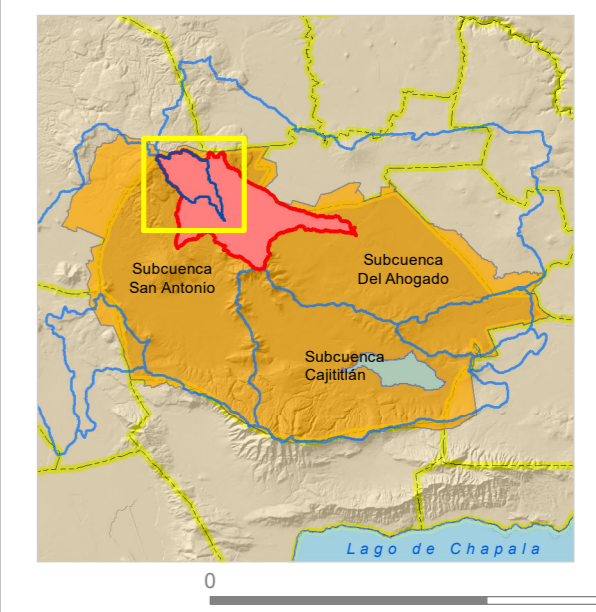 Subcuenca
San Antonio
Subcuenca
Del Ahogado
Subcuenca
Cajititlán
Lago de Chapala
0